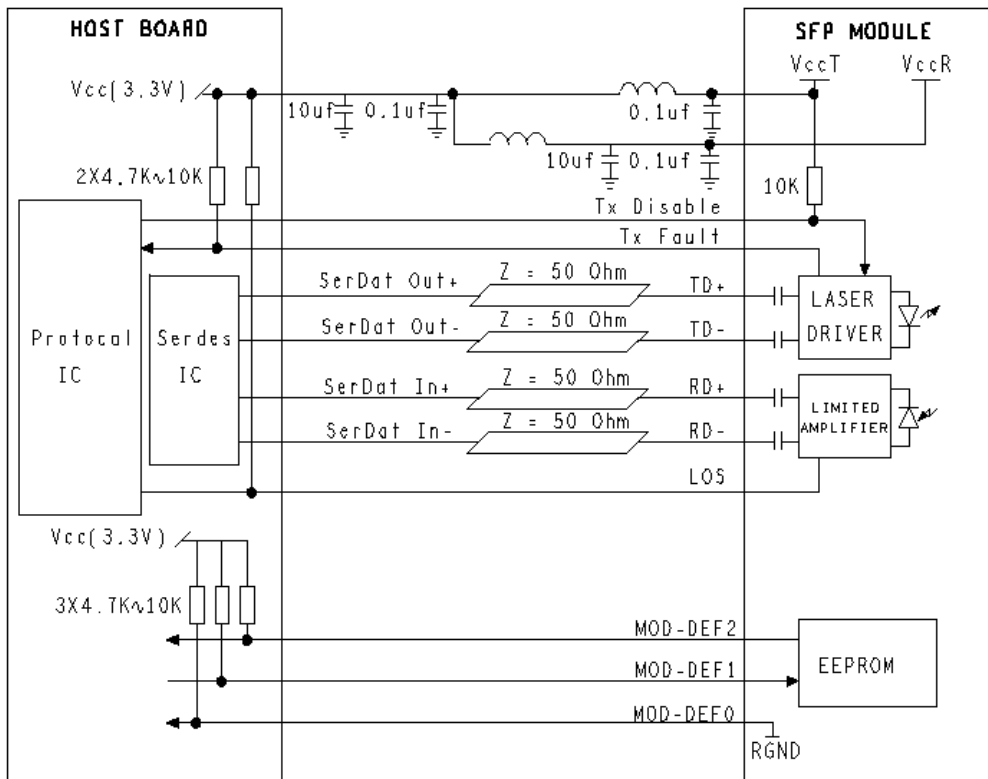 HOST BOARD
SFP MODULE
VccT
VccR
Vcc(3.3V)
10uf
0.1uf
0.1uf
10uf
0.1uf
2X4.7K~10K
10K
Tx Disable
Tx Fault
SerDat Out+
Z = 50 Ohm
TD+
SerDat Out-
Z = 50 Ohm
TD-
LASER
DRIVER
Protocal
IC
Serdes
IC
SerDat In+
Z = 50 Ohm
RD+
SerDat In-
Z = 50 Ohm
RD-
LIMITED
AMPLIFIER
LOS
Vcc(3.3V)
3X4.7K~10K
MOD-DEF2
MOD-DEF1
MOD-DEF0
EEPROM
RGND